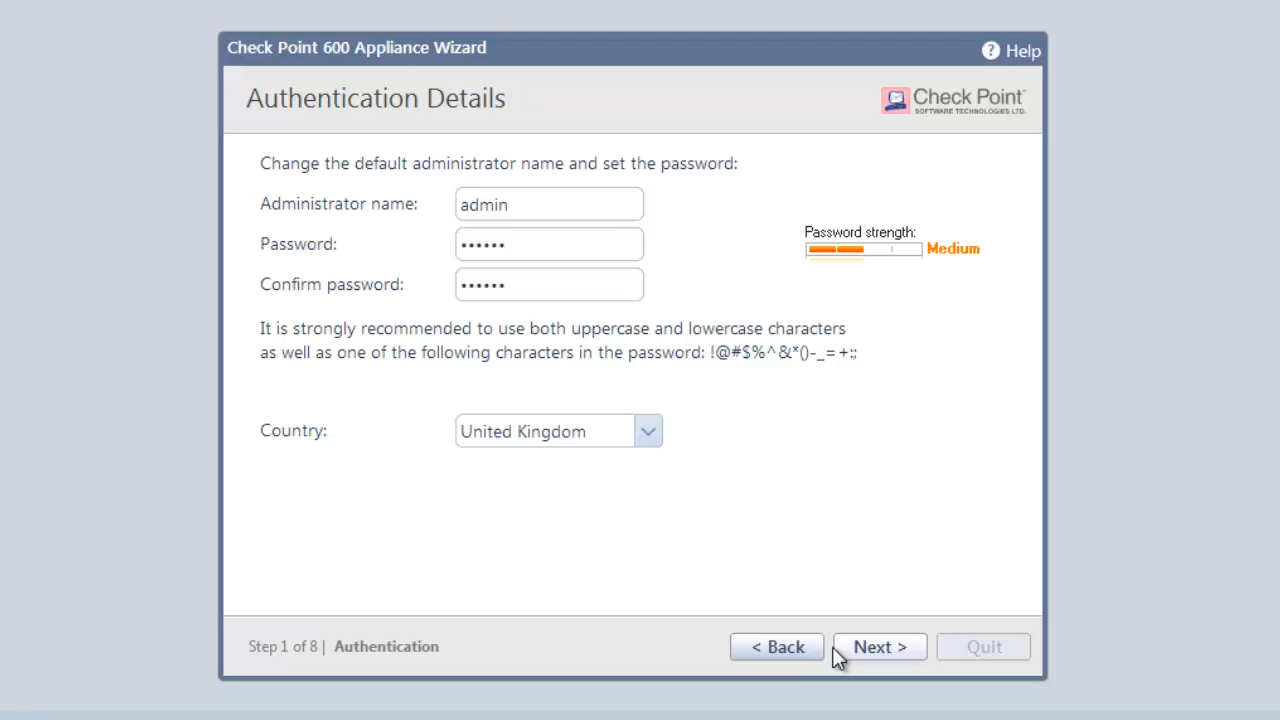 Check Point 600 Appliance Wizard
? Help
Authentication Details
Check Point™
SOFTWARE TECHNOLOGIES LTD.
Change the default administrator name and set the password:
Administrator name: admin
Password: ••••••
Password strength:
Medium
Confirm password: ••••••
It is strongly recommended to use both uppercase and lowercase characters
as well as one of the following characters in the password: !@#$%^&*()-_=+:;
Country: United Kingdom
Step 1 of 8 | Authentication
< Back
Next >
Quit